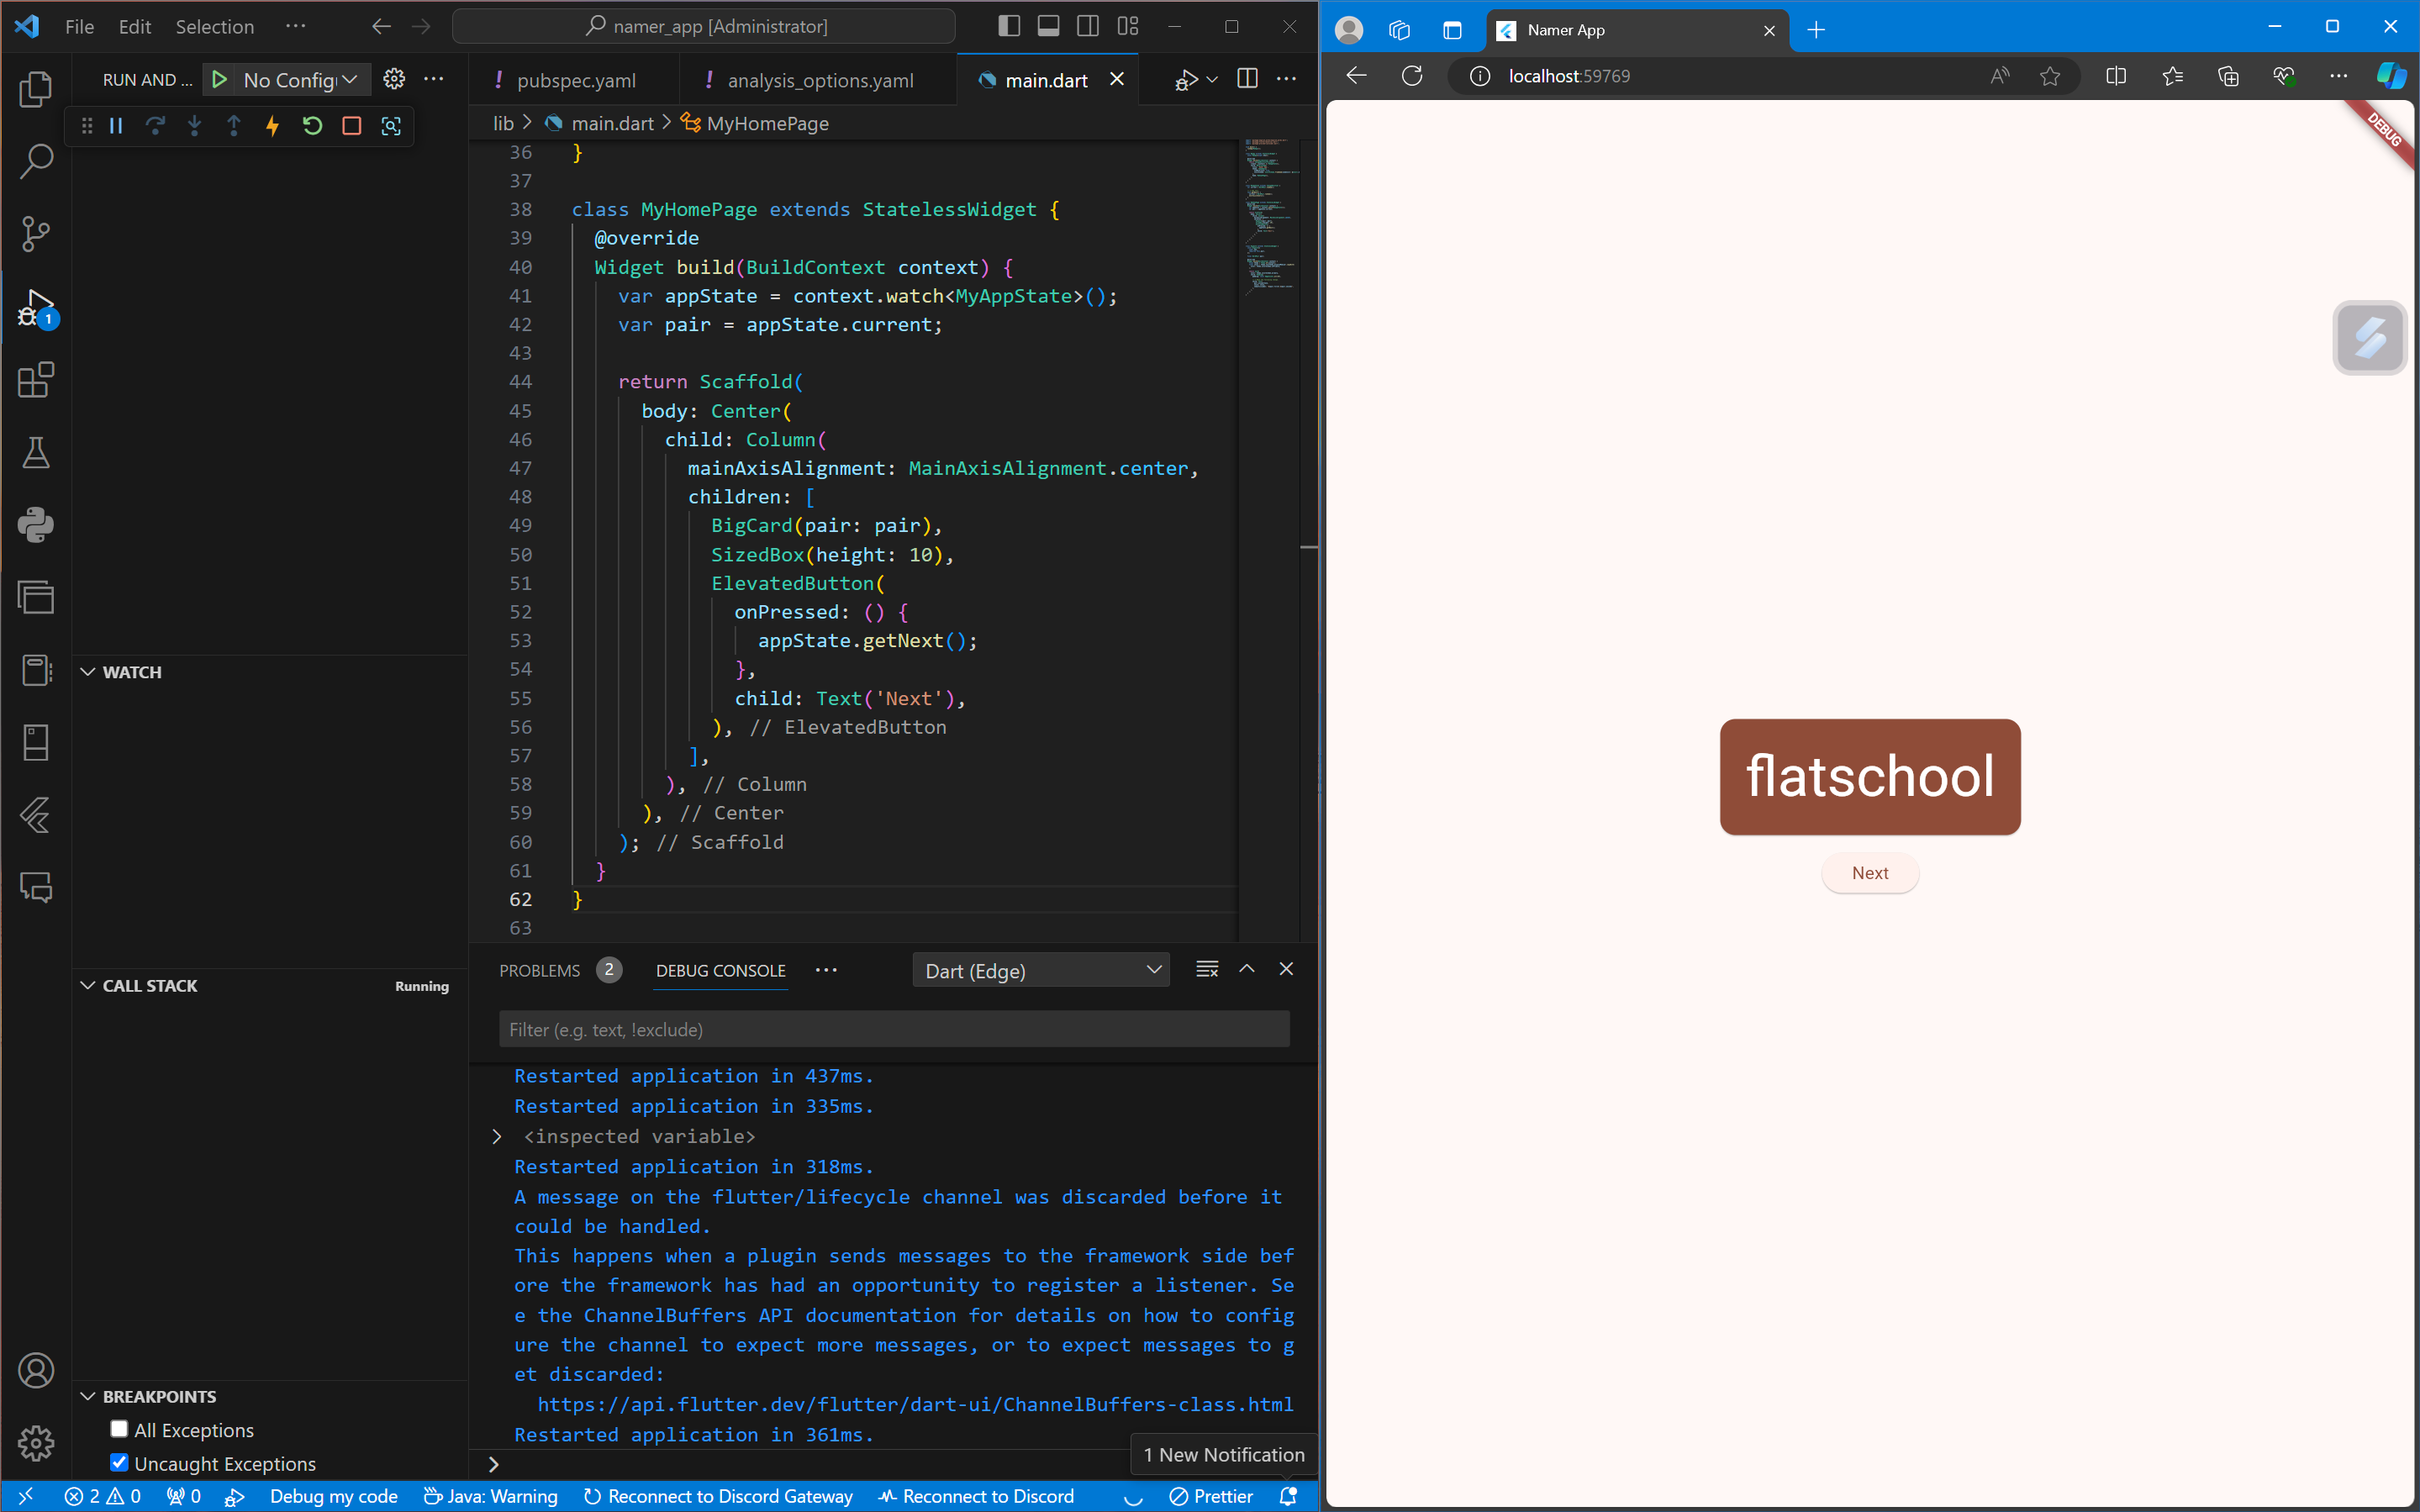 File Edit Selection ··· namer_app [Administrator]
RUN AND ... No Config
pubspec.yaml
analysis_options.yaml
main.dart
lib > main.dart > MyHomePage
36 }
37
38 class MyHomePage extends StatelessWidget {
39 @override
40 Widget build(BuildContext context) {
41 var appState = context.watch<MyAppState>();
42 var pair = appState.current;
43
44 return Scaffold(
45 body: Center(
46 child: Column(
47 mainAxisAlignment: MainAxisAlignment.center,
48 children: [
49 BigCard(pair: pair),
50 SizedBox(height: 10),
51 ElevatedButton(
52 onPressed: () {
53 appState.getNext();
54 },
55 child: Text('Next'),
56 ), // ElevatedButton
57 ],
58 ), // Column
59 ), // Center
60 ); // Scaffold
61 }
62 }
63
1
WATCH
CALL STACK Running
BREAKPOINTS
All Exceptions
Uncaught Exceptions
PROBLEMS 2 DEBUG CONSOLE ··· Dart (Edge)
Filter (e.g. text, !exclude)
Restarted application in 437ms.
Restarted application in 335ms.
> <inspected variable>
Restarted application in 318ms.
A message on the flutter/lifecycle channel was discarded before it
could be handled.
This happens when a plugin sends messages to the framework side bef
ore the framework has had an opportunity to register a listener. Se
e the ChannelBuffers API documentation for details on how to config
ure the channel to expect more messages, or to expect messages to g
et discarded:
https://api.flutter.dev/flutter/dart-ui/ChannelBuffers-class.html
Restarted application in 361ms.
1 New Notification
2 0 0 Debug my code Java: Warning Reconnect to Discord Gateway Reconnect to Discord Prettier
Namer App
localhost:59769
DEBUG
flatschool
Next